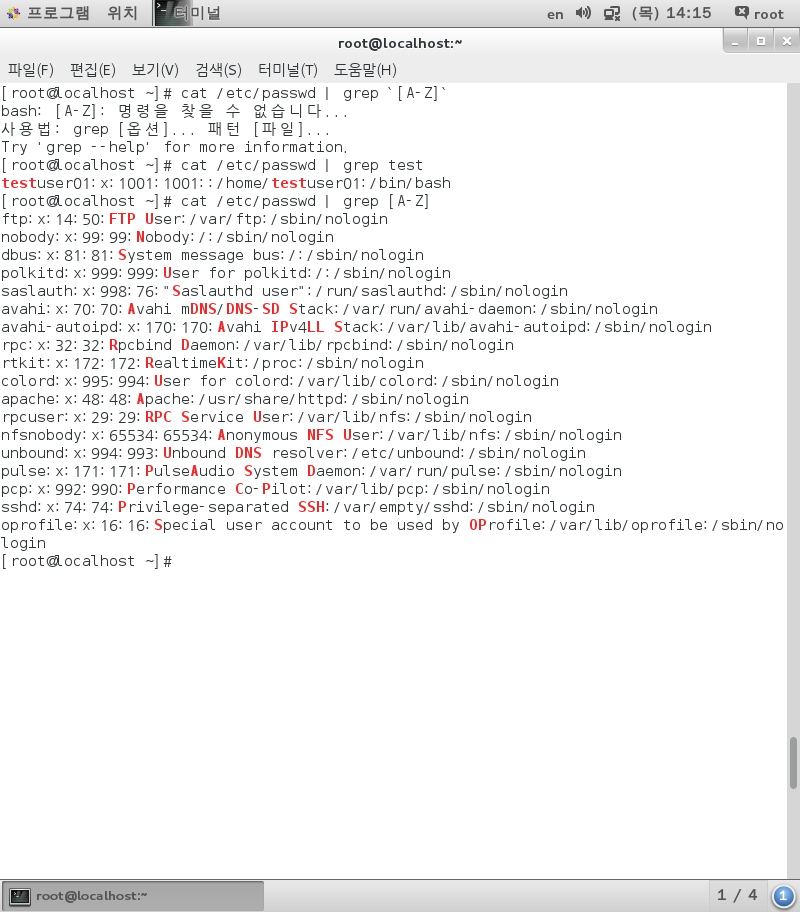 프로그램 위치 터미널 en (목) 14:15 root
root@localhost:~
파일(F) 편집(E) 보기(V) 검색(S) 터미널(T) 도움말(H)
[root@localhost ~]# cat /etc/passwd | grep `[A-Z]`
bash: [A-Z]: 명령을 찾을 수 없습니다...
사용법: grep [옵션]... 패턴 [파일]...
Try 'grep --help' for more information.
[root@localhost ~]# cat /etc/passwd | grep test
testuser01:x:1001:1001::/home/testuser01:/bin/bash
[root@localhost ~]# cat /etc/passwd | grep [A-Z]
ftp:x:14:50:FTP User:/var/ftp:/sbin/nologin
nobody:x:99:99:Nobody:/:/sbin/nologin
dbus:x:81:81:System message bus:/:/sbin/nologin
polkitd:x:999:999:User for polkitd:/:/sbin/nologin
saslauth:x:998:76:"Saslauthd user":/run/saslauthd:/sbin/nologin
avahi:x:70:70:Avahi mDNS/DNS-SD Stack:/var/run/avahi-daemon:/sbin/nologin
avahi-autoipd:x:170:170:Avahi IPv4LL Stack:/var/lib/avahi-autoipd:/sbin/nologin
rpc:x:32:32:Rpcbind Daemon:/var/lib/rpcbind:/sbin/nologin
rtkit:x:172:172:RealtimeKit:/proc:/sbin/nologin
colord:x:995:994:User for colord:/var/lib/colord:/sbin/nologin
apache:x:48:48:Apache:/usr/share/httpd:/sbin/nologin
rpcuser:x:29:29:RPC Service User:/var/lib/nfs:/sbin/nologin
nfsnobody:x:65534:65534:Anonymous NFS User:/var/lib/nfs:/sbin/nologin
unbound:x:994:993:Unbound DNS resolver:/etc/unbound:/sbin/nologin
pulse:x:171:171:PulseAudio System Daemon:/var/run/pulse:/sbin/nologin
pcp:x:992:990:Performance Co-Pilot:/var/lib/pcp:/sbin/nologin
sshd:x:74:74:Privilege-separated SSH:/var/empty/sshd:/sbin/nologin
oprofile:x:16:16:Special user account to be used by OProfile:/var/lib/oprofile:/sbin/no
login
[root@localhost ~]#
root@localhost:~ 1 / 4 1